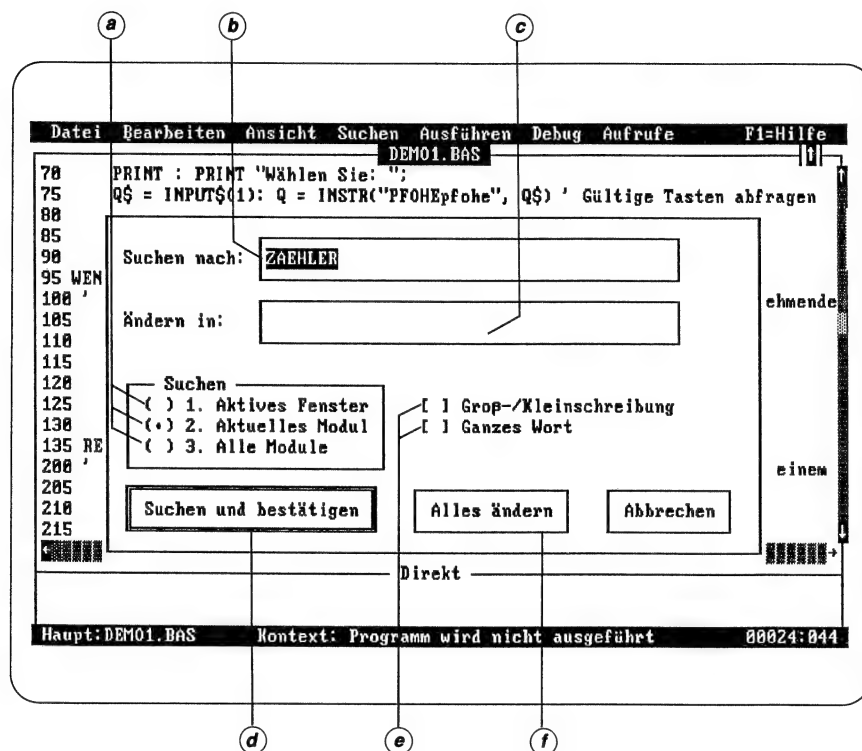 a b c
Datei Bearbeiten Ansicht Suchen Ausführen Debug Aufrufe F1=Hilfe
DEMO1.BAS
70 PRINT : PRINT "Wählen Sie: ";
75 Q$ = INPUT$(1): Q = INSTR("PFOHEpfohe", Q$) ' Gültige Tasten abfragen
80
85
90 Suchen nach: ZAEHLER
95 WEN
100 ' ehmende
105 Ändern in:
110
115
120 Suchen
125 ( ) 1. Aktives Fenster [ ] Groß-/Kleinschreibung
130 (•) 2. Aktuelles Modul [ ] Ganzes Wort
135 RE ( ) 3. Alle Module
200 ' einem
205
210 Suchen und bestätigen Alles ändern Abbrechen
215
Direkt
Haupt:DEMO1.BAS Kontext: Programm wird nicht ausgeführt 00024:044
d e f